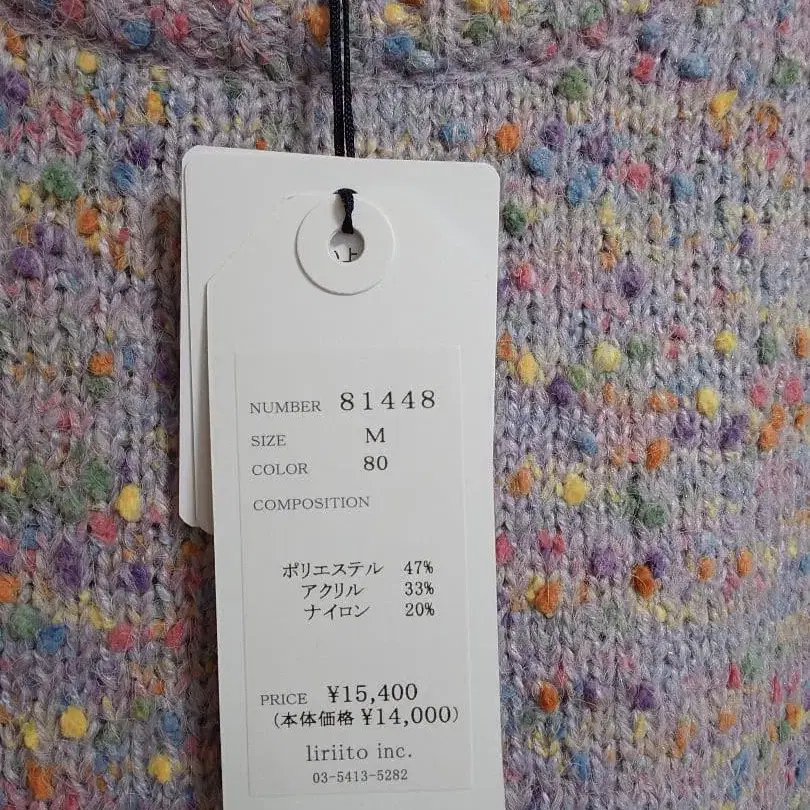 NUMBER 81448
SIZE M
COLOR 80
COMPOSITION
ポリエステル 47%
アクリル 33%
ナイロン 20%
PRICE ¥15,400
(本体価格 ¥14,000)
liriito inc.
03-5413-5282